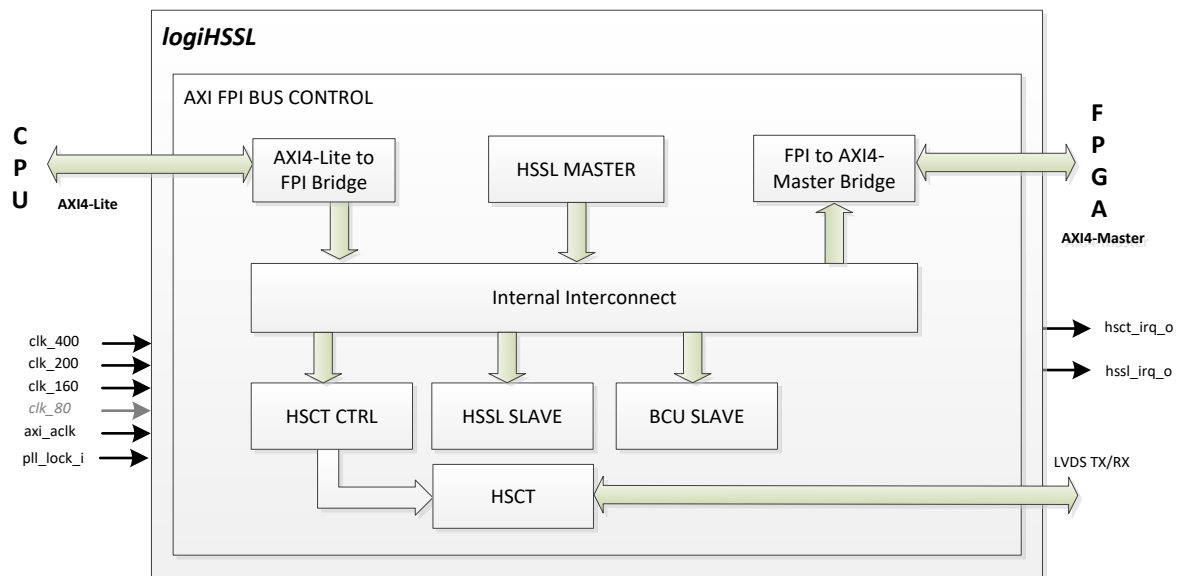 logiHSSL
AXI FPI BUS CONTROL
C
P
U
AXI4-Lite
AXI4-Lite to
FPI Bridge
HSSL MASTER
FPI to AXI4-
Master Bridge
F
P
G
A
AXI4-Master
Internal Interconnect
clk_400
clk_200
clk_160
clk_80
axi_aclk
pll_lock_i
hsct_irq_o
hssl_irq_o
HSCT CTRL
HSSL SLAVE
BCU SLAVE
HSCT
LVDS TX/RX